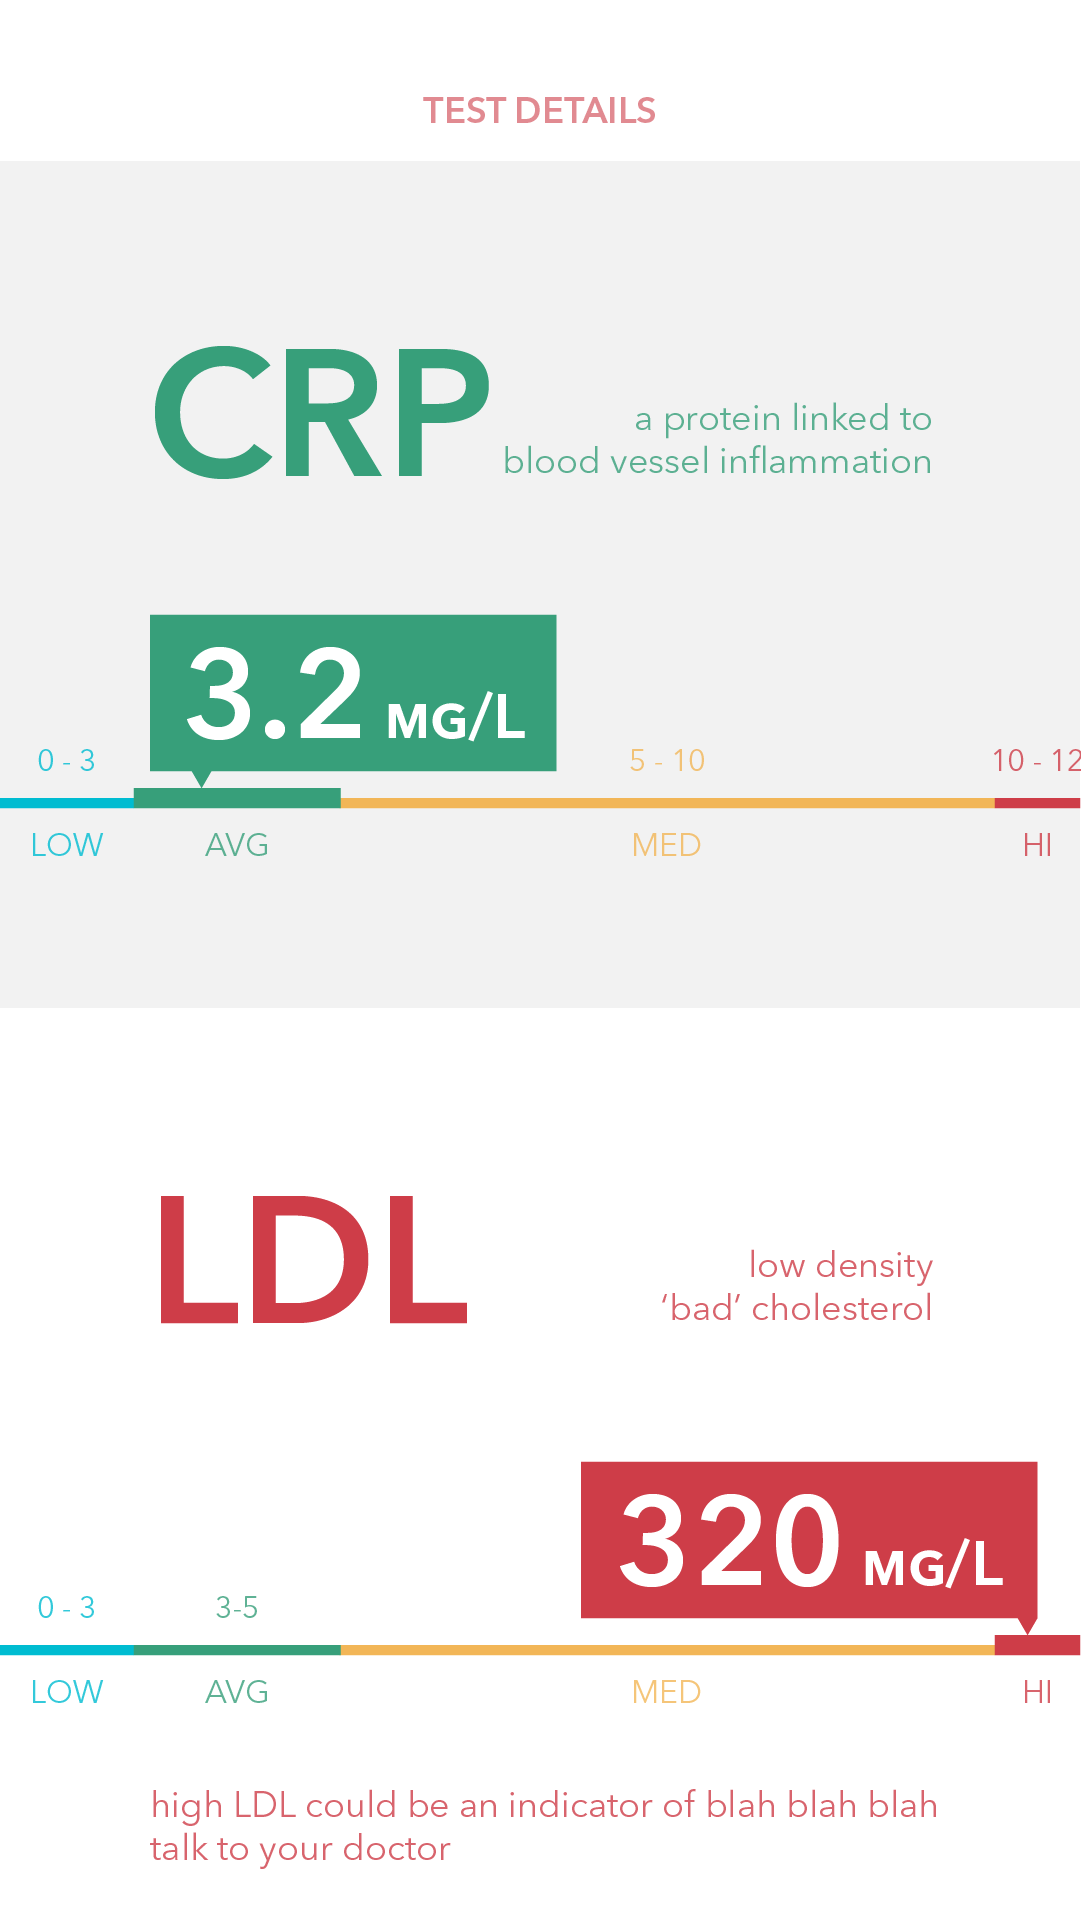 TEST DETAILS
CRP
a protein linked to
blood vessel inflammation
3.2 MG/L
0 - 3
5 - 10
10 - 12
LOW
AVG
MED
HI
LDL
low density
‘bad’ cholesterol
320 MG/L
0 - 3
3-5
LOW
AVG
MED
HI
high LDL could be an indicator of blah blah blah
talk to your doctor